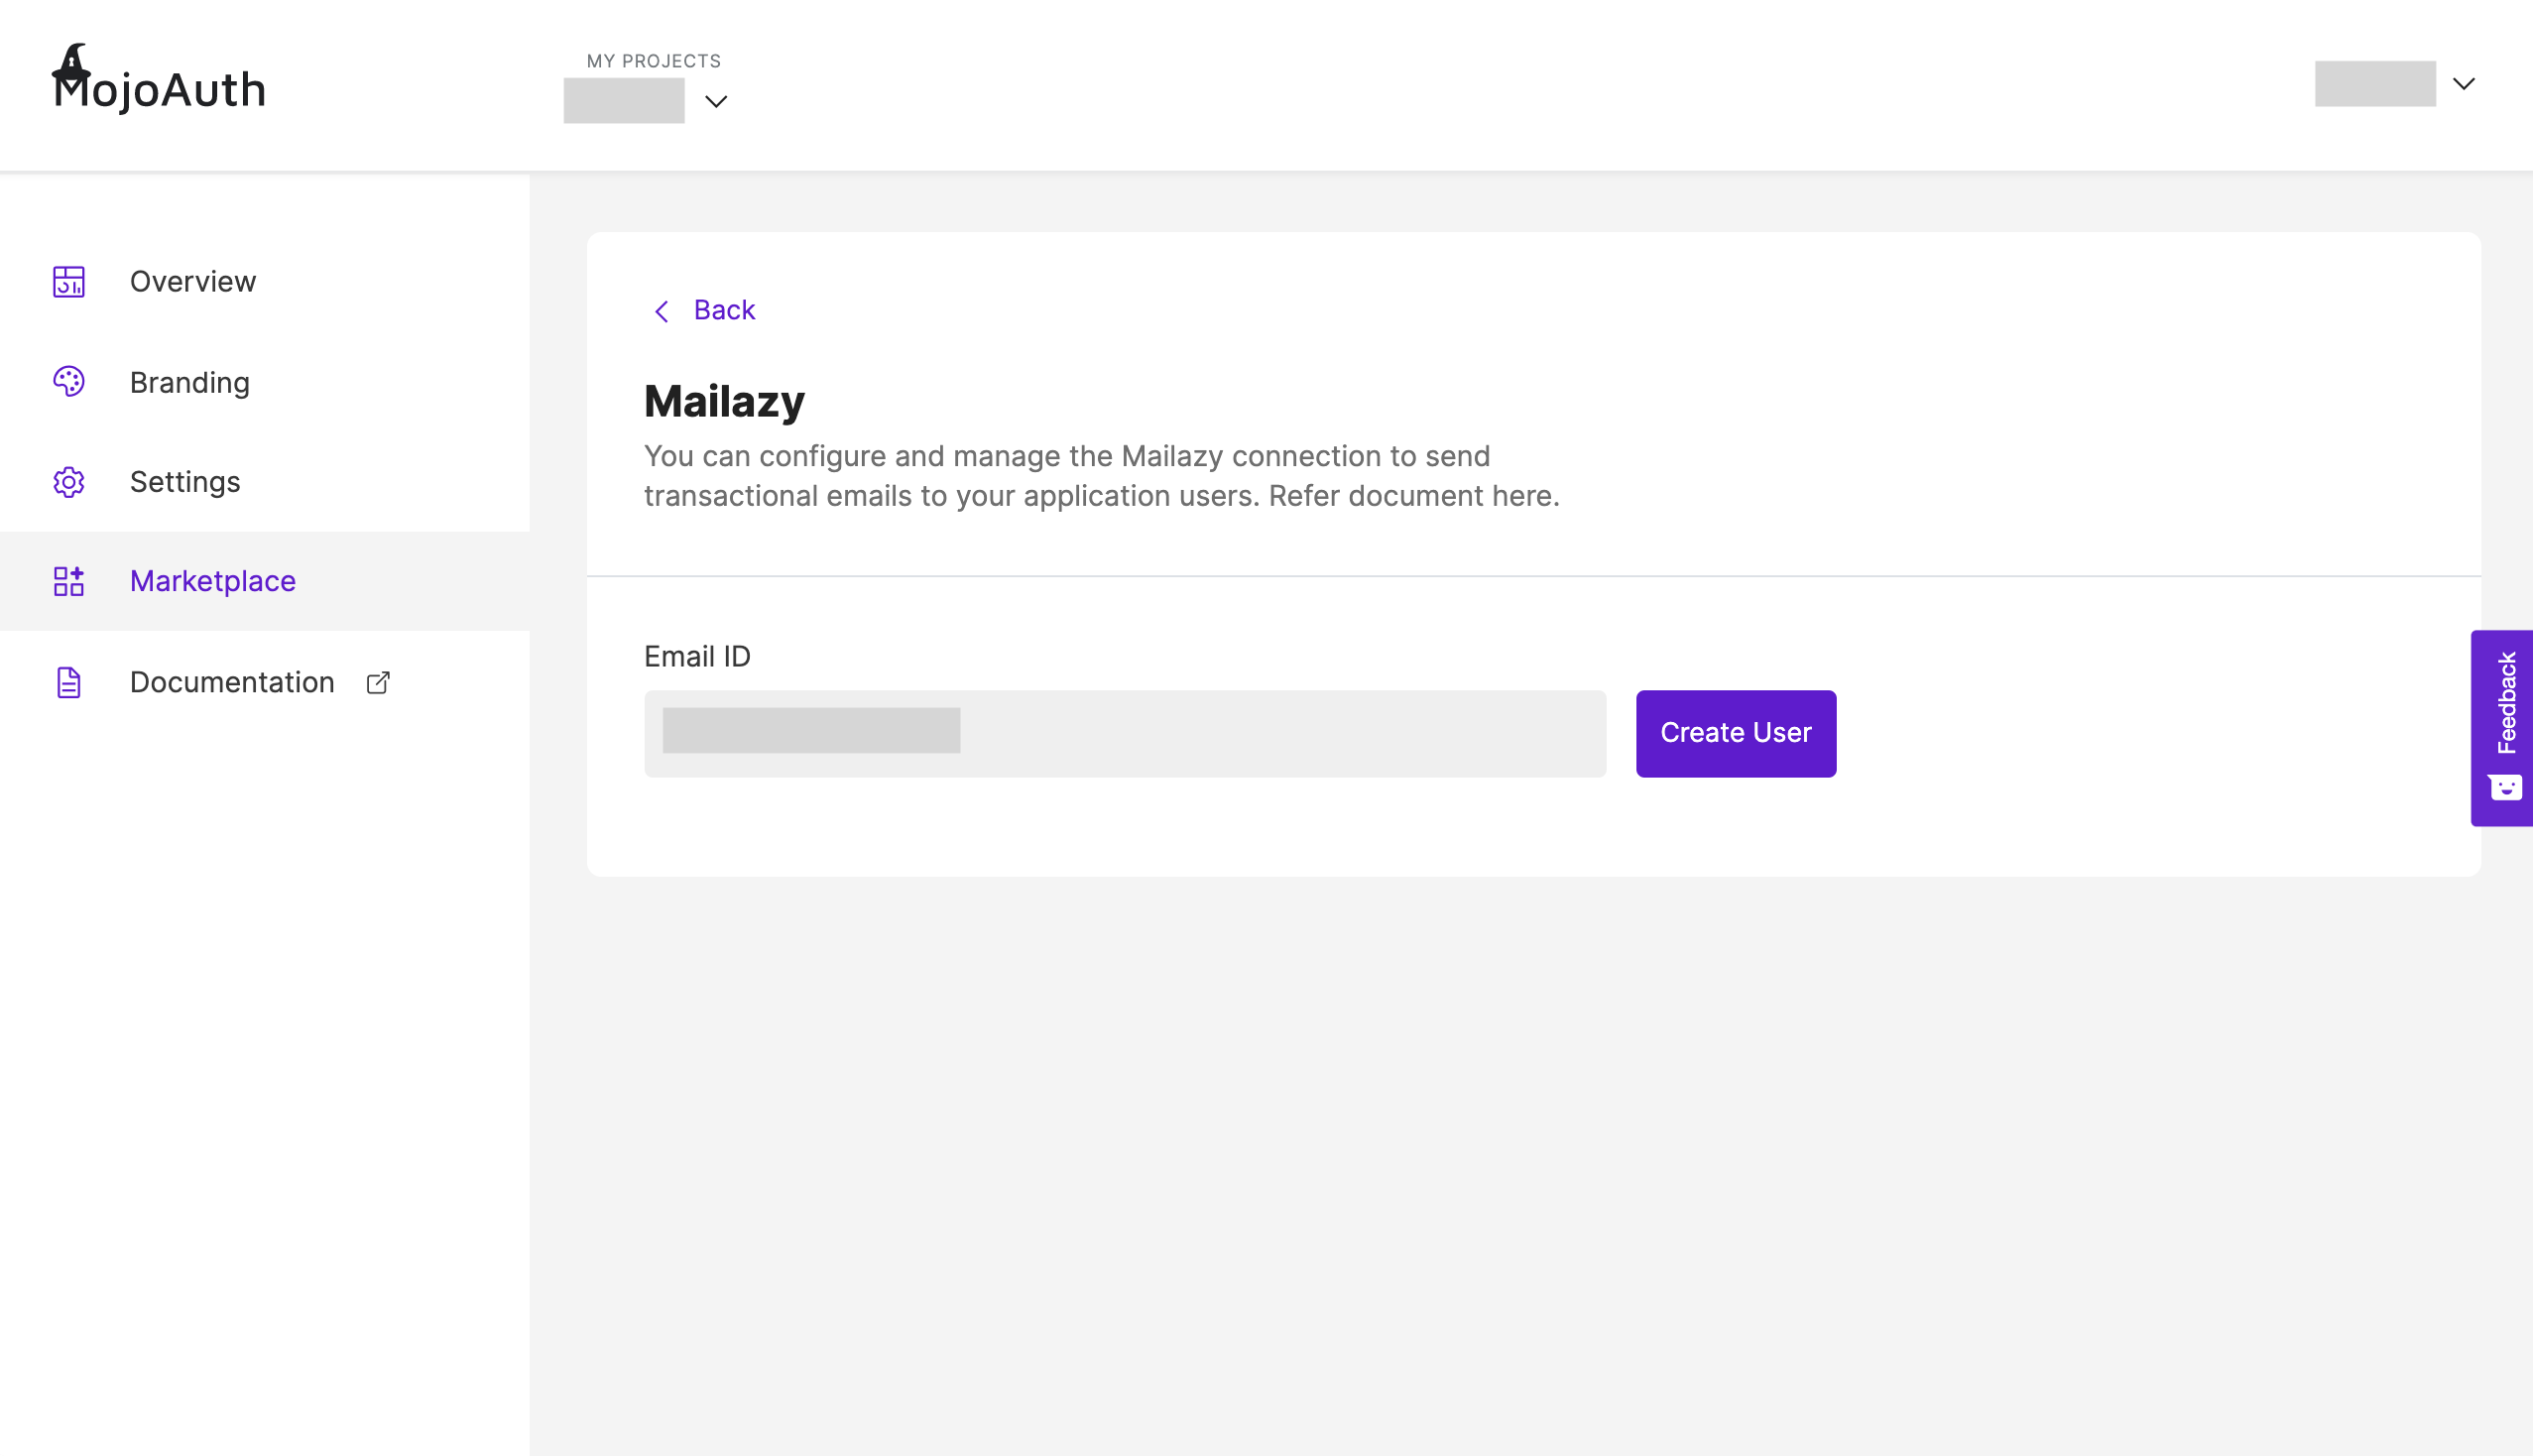 MojoAuth
MY PROJECTS
Overview
Branding
Settings
Marketplace
Documentation
Back
Mailazy
You can configure and manage the Mailazy connection to send
transactional emails to your application users. Refer document here.
Email ID
Create User
Feedback